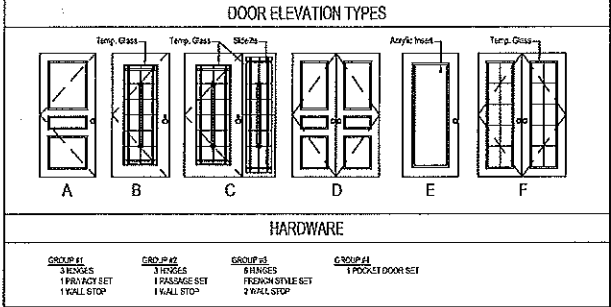 DOOR ELEVATION TYPES
Temp. Glass Temp. Glass Sidelite Acrylic Insert Temp. Glass
A B C D E F
HARDWARE
GROUP #1 GROUP #2 GROUP #3 GROUP #4
3 HINGES 3 HINGES 6 HINGES 1 POCKET DOOR SET
1 PRIVACY SET 1 PASSAGE SET FRENCH STYLE SET
1 WALL STOP 1 WALL STOP 2 WALL STOP